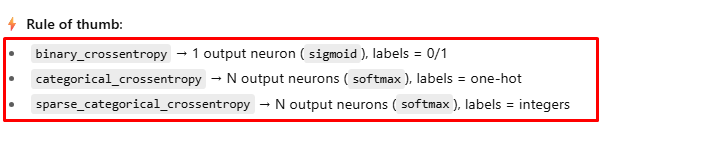 ⚡ Rule of thumb:
• binary_crossentropy → 1 output neuron ( sigmoid ), labels = 0/1
• categorical_crossentropy → N output neurons ( softmax ), labels = one-hot
• sparse_categorical_crossentropy → N output neurons ( softmax ), labels = integers